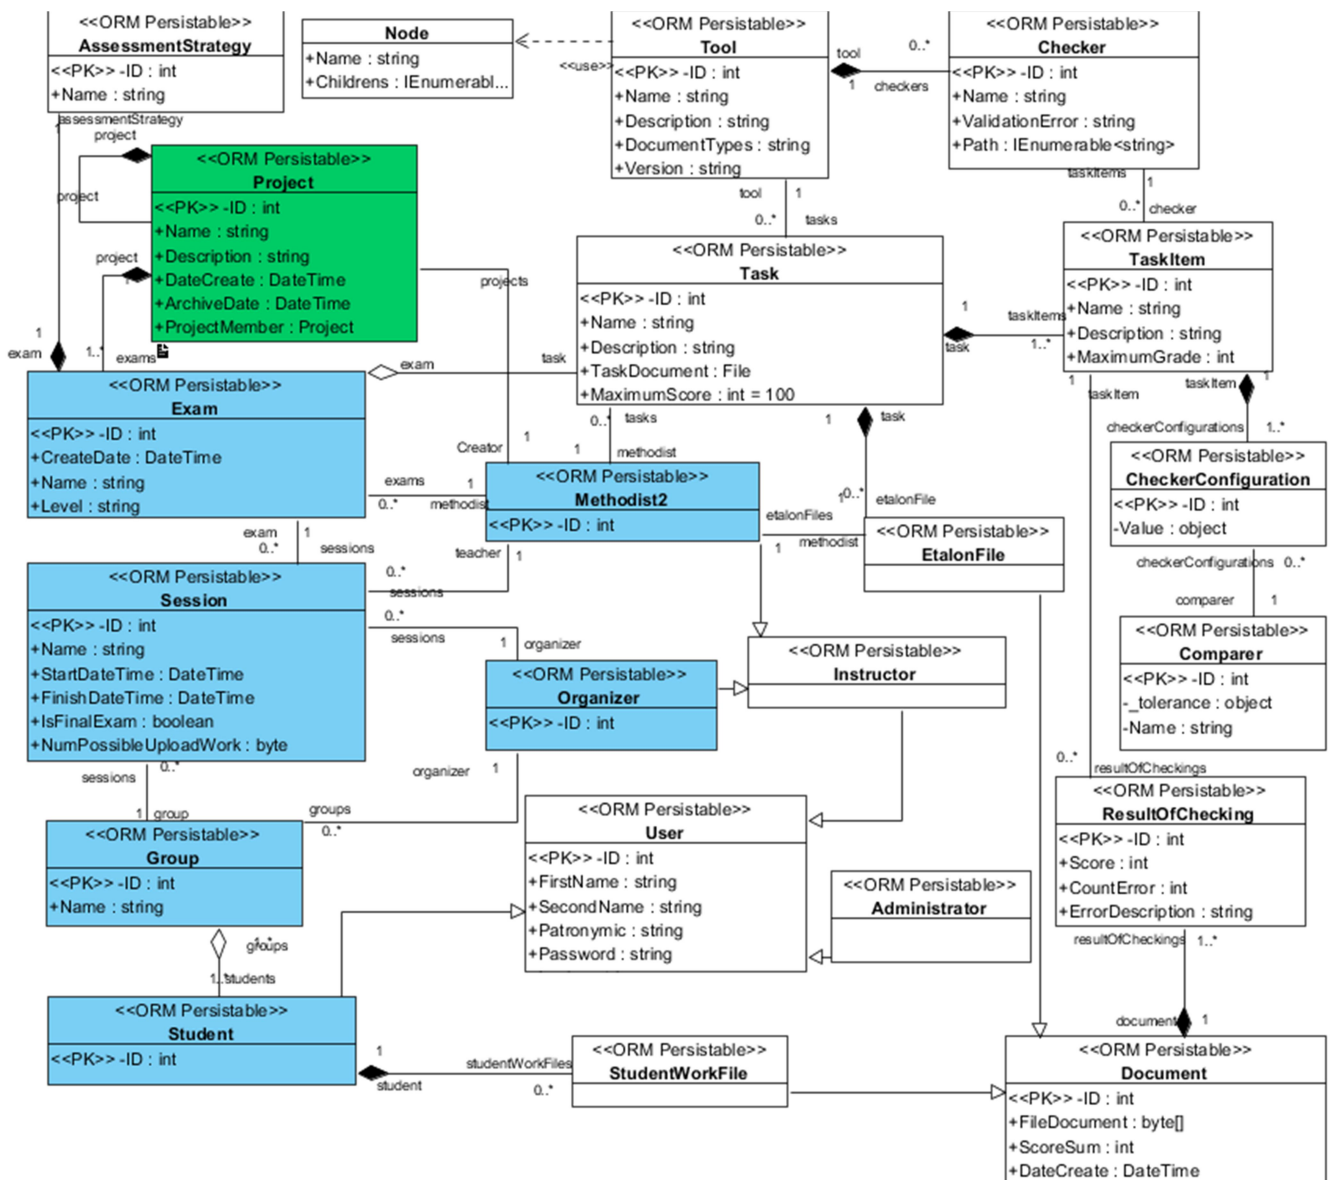 <<ORM Persistable>>
AssessmentStrategy
<<PK>> -ID : int
+Name : string
Node
+Name : string
+Childrens : IEnumerabl...
<<use>>
<<ORM Persistable>>
Tool
<<PK>> -ID : int
+Name : string
+Description : string
+DocumentTypes : string
+Version : string
tool
1
0..*
checkers
<<ORM Persistable>>
Checker
<<PK>> -ID : int
+Name : string
+ValidationError : string
+Path : IEnumerable<string>
assessmentStrategy
1
project
project
<<ORM Persistable>>
Project
<<PK>> -ID : int
+Name : string
+Description : string
+DateCreate : DateTime
+ArchiveDate : DateTime
+ProjectMember : Project
project
1
projects
tool
1
0..*
tasks
taskItems
1
0..*
checker
<<ORM Persistable>>
Task
<<PK>> -ID : int
+Name : string
+Description : string
+TaskDocument : File
+MaximumScore : int = 100
1
taskItems
task
1..*
<<ORM Persistable>>
TaskItem
<<PK>> -ID : int
+Name : string
+Description : string
+MaximumGrade : int
1
exam
1..*
exams
exam
task
<<ORM Persistable>>
Exam
<<PK>> -ID : int
+CreateDate : DateTime
+Name : string
+Level : string
0..*
tasks
1
task
1
taskItem
taskItem
1
checkerConfigurations
1..*
Creator
1
1
methodist
exams
1
0..*
methodist
<<ORM Persistable>>
Methodist2
<<PK>> -ID : int
<<ORM Persistable>>
CheckerConfiguration
<<PK>> -ID : int
-Value : object
1
0..*
etalonFile
etalonFiles
1
methodist
<<ORM Persistable>>
EtalonFile
exam
1
0..*
sessions
teacher
1
0..*
sessions
0..*
sessions
checkerConfigurations
0..*
comparer
1
<<ORM Persistable>>
Session
<<PK>> -ID : int
+Name : string
+StartDateTime : DateTime
+FinishDateTime : DateTime
+IsFinalExam : boolean
+NumPossibleUploadWork : byte
1
organizer
<<ORM Persistable>>
Organizer
<<PK>> -ID : int
<<ORM Persistable>>
Instructor
<<ORM Persistable>>
Comparer
<<PK>> -ID : int
-_tolerance : object
-Name : string
sessions
0..*
1
group
organizer
1
groups
0..*
0..*
resultOfCheckings
<<ORM Persistable>>
ResultOfChecking
<<PK>> -ID : int
+Score : int
+CountError : int
+ErrorDescription : string
<<ORM Persistable>>
Group
<<PK>> -ID : int
+Name : string
<<ORM Persistable>>
User
<<PK>> -ID : int
+FirstName : string
+SecondName : string
+Patronymic : string
+Password : string
<<ORM Persistable>>
Administrator
groups
1..*
students
resultOfCheckings
1..*
document
1
<<ORM Persistable>>
Student
<<PK>> -ID : int
1
student
studentWorkFiles
0..*
<<ORM Persistable>>
StudentWorkFile
<<ORM Persistable>>
Document
<<PK>> -ID : int
+FileDocument : byte[]
+ScoreSum : int
+DateCreate : DateTime